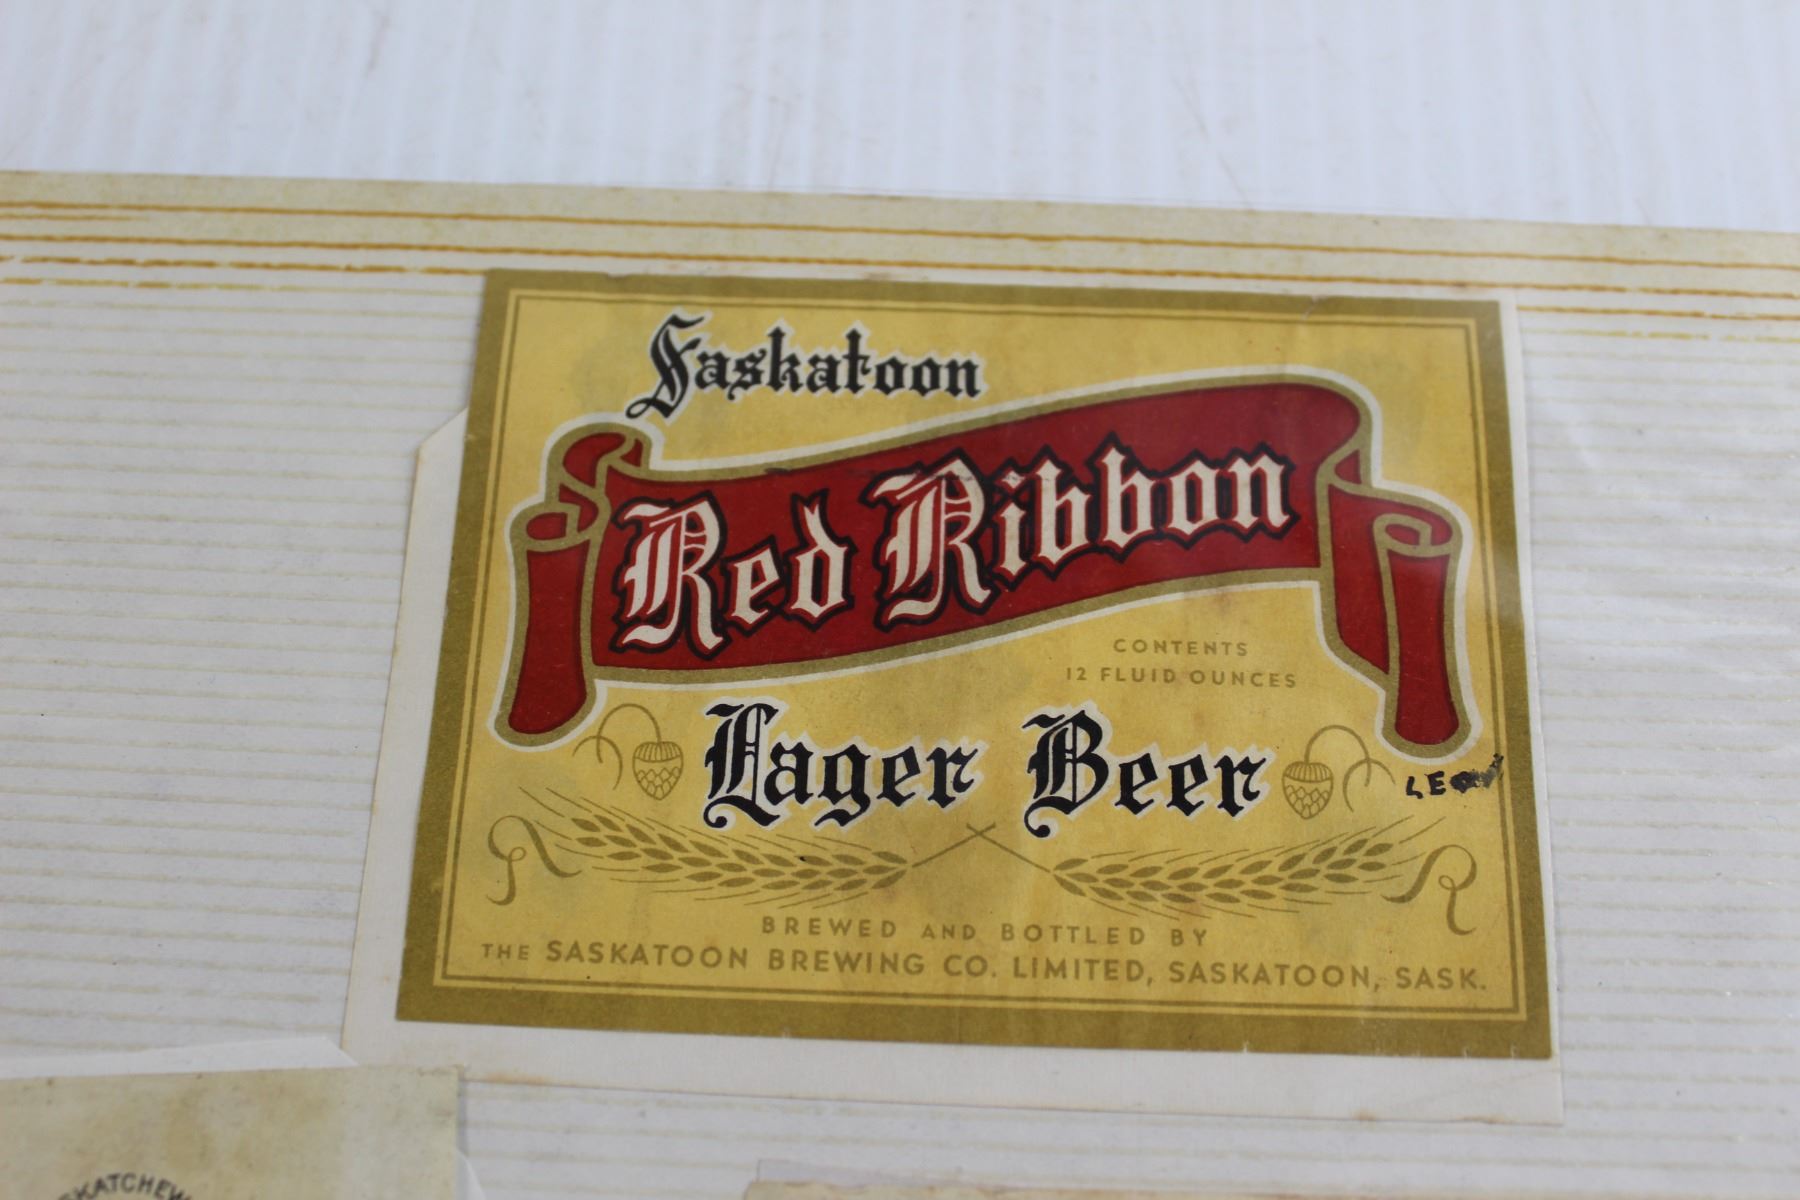 Saskatoon
Red Ribbon
CONTENTS
12 FLUID OUNCES
Lager Beer
BREWED AND BOTTLED BY
THE SASKATOON BREWING CO. LIMITED, SASKATOON, SASK.